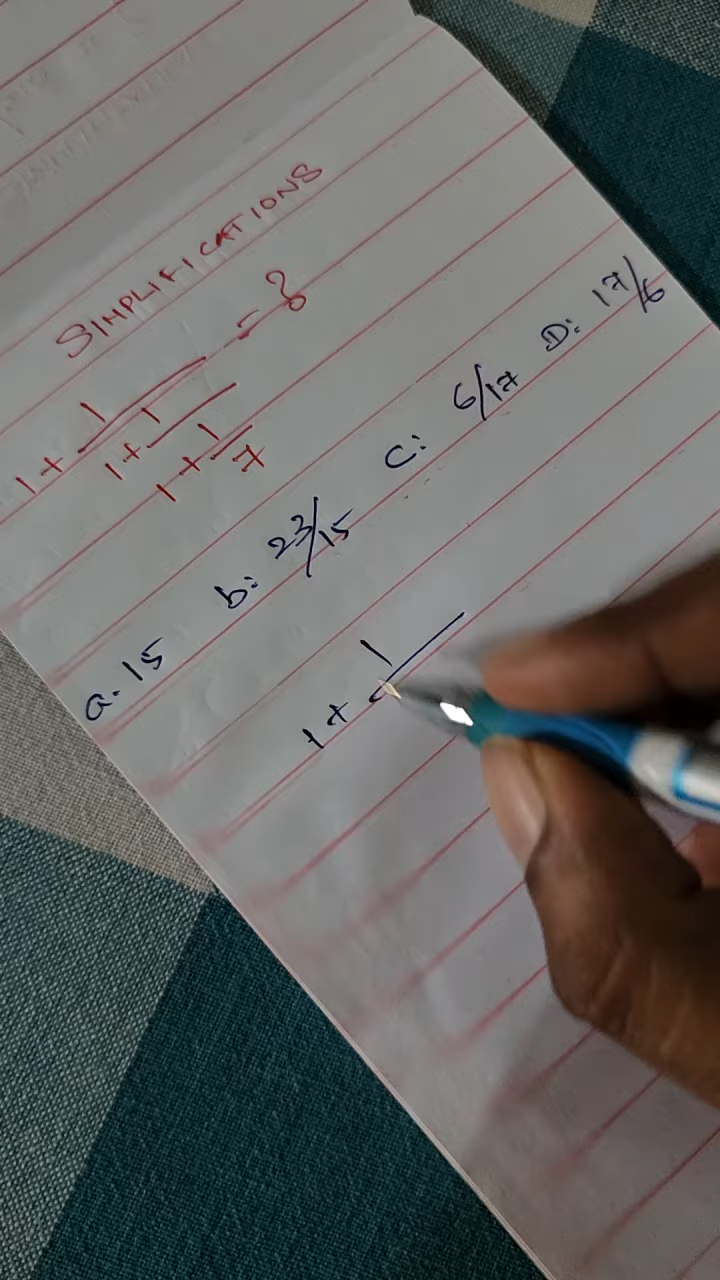 SIMPLIFICATIONS
1 + 1 = ?
1 + 1
1 + 1
7
a. 15 b: 23/15 C: 6/17 D: 17/6
1 + 1